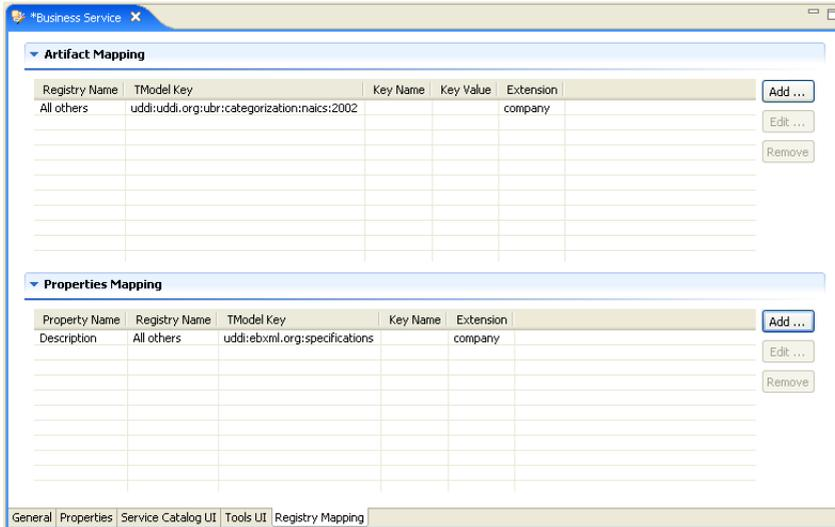 *Business Service
Artifact Mapping
Registry Name TModel Key Key Name Key Value Extension
Add ...
All others uddi:uddi.org:ubr:categorization:naics:2002 company
Edit ...
Remove
Properties Mapping
Property Name Registry Name TModel Key Key Name Extension
Add ...
Description All others uddi:ebxml.org:specifications company
Edit ...
Remove
General Properties Service Catalog UI Tools UI Registry Mapping